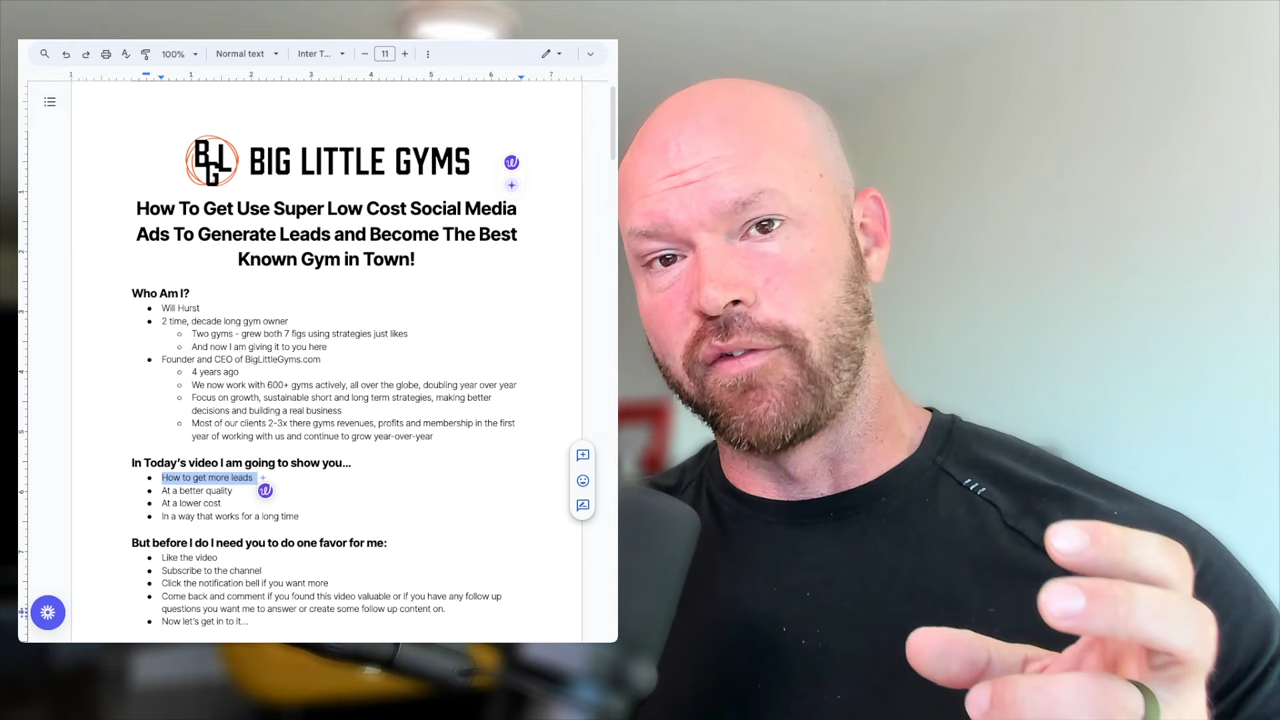 100%
Normal text
Inter T...
11
1
1
2
3
4
5
6
7
BGL BIG LITTLE GYMS
How To Get Use Super Low Cost Social Media
Ads To Generate Leads and Become The Best
Known Gym in Town!
Who Am I?
Will Hurst
2 time, decade long gym owner
Two gyms - grew both 7 figs using strategies just likes
And now I am giving it to you here
Founder and CEO of BigLittleGyms.com
4 years ago
We now work with 600+ gyms actively, all over the globe, doubling year over year
Focus on growth, sustainable short and long term strategies, making better
decisions and building a real business
Most of our clients 2-3x there gyms revenues, profits and membership in the first
year of working with us and continue to grow year-over-year
In Today's video I am going to show you...
How to get more leads
At a better quality
At a lower cost
In a way that works for a long time
But before I do I need you to do one favor for me:
Like the video
Subscribe to the channel
Click the notification bell if you want more
Come back and comment if you found this video valuable or if you have any follow up
questions you want me to answer or create some follow up content on.
Now let's get in to it...